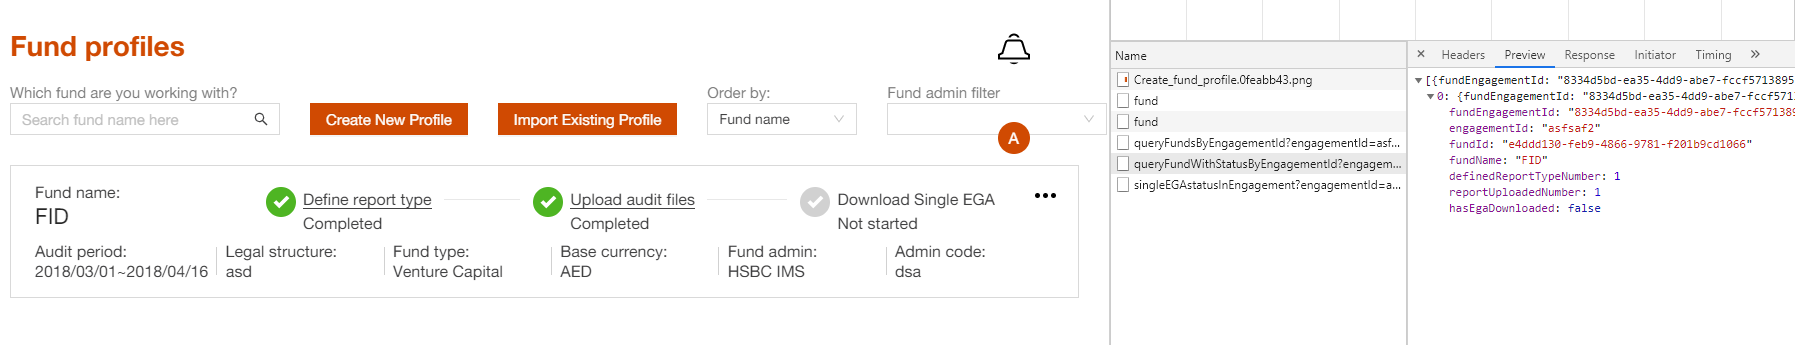 Fund profiles
Which fund are you working with?
Search fund name here
Create New Profile
Import Existing Profile
Order by:
Fund name
Fund admin filter
A
Fund name:
FID
Define report type
Completed
Upload audit files
Completed
Download Single EGA
Not started
Audit period:
2018/03/01~2018/04/16
Legal structure:
asd
Fund type:
Venture Capital
Base currency:
AED
Fund admin:
HSBC IMS
Admin code:
dsa
Name
Create_fund_profile.0feabb43.png
fund
fund
queryFundsByEngagementId?engagementId=asf...
queryFundWithStatusByEngagementId?engagem...
singleEGAstatusInEngagement?engagementId=a...
× Headers Preview Response Initiator Timing »
[{fundEngagementId: "8334d5bd-ea35-4dd9-abe7-fccf5713895
0: {fundEngagementId: "8334d5bd-ea35-4dd9-abe7-fccf571
fundEngagementId: "8334d5bd-ea35-4dd9-abe7-fccf571389
engagementId: "asfsaf2"
fundId: "e4ddd130-feb9-4866-9781-f201b9cd1066"
fundName: "FID"
definedReportTypeNumber: 1
reportUploadedNumber: 1
hasEgaDownloaded: false